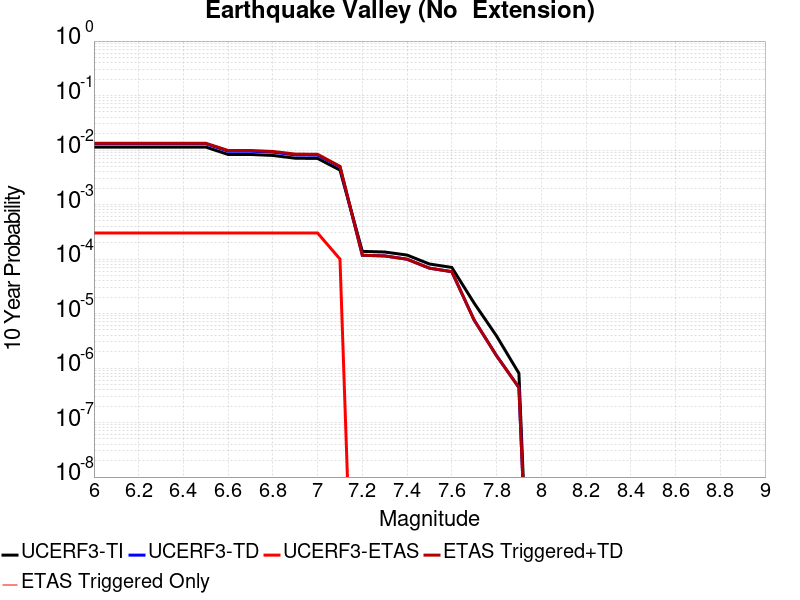 Earthquake Valley (No  Extension)
10^0
10^-1
10^-2
10^-3
10^-4
10^-5
10^-6
10^-7
10^-8
10 Year Probability
6 6.2 6.4 6.6 6.8 7 7.2 7.4 7.6 7.8 8 8.2 8.4 8.6 8.8 9
Magnitude
UCERF3-TI UCERF3-TD UCERF3-ETAS ETAS Triggered+TD
ETAS Triggered Only